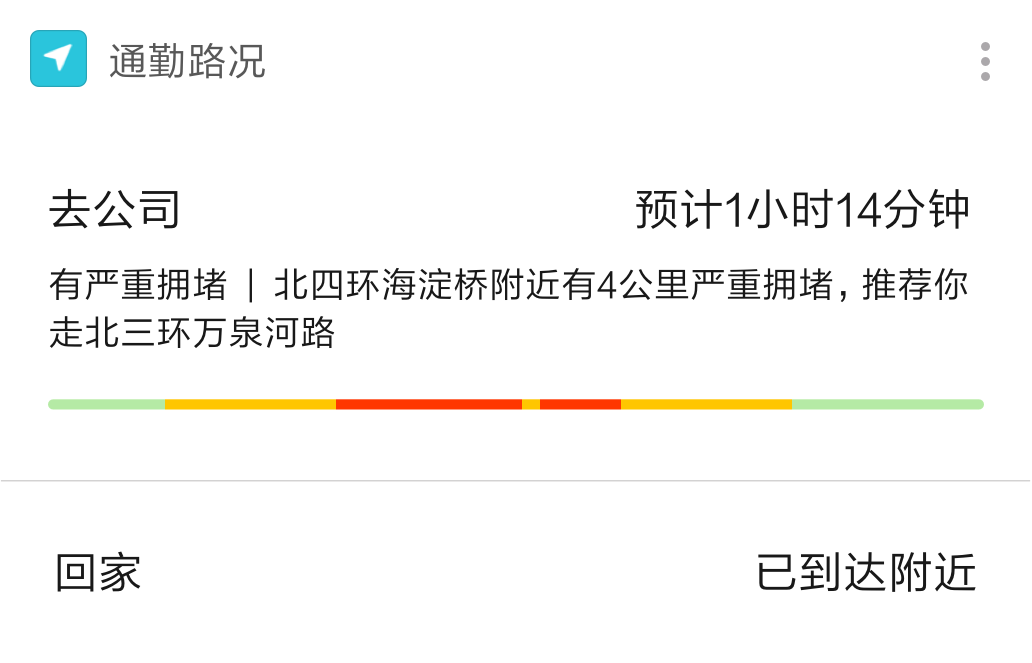 通勤路况
去公司
预计1小时14分钟
有严重拥堵 | 北四环海淀桥附近有4公里严重拥堵, 推荐你
走北三环万泉河路
回家
已到达附近